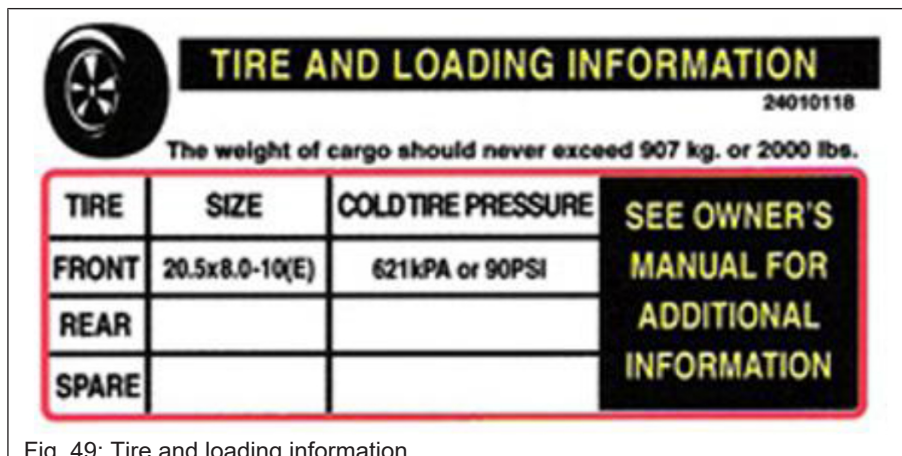 TIRE AND LOADING INFORMATION
24010118
The weight of cargo should never exceed 907 kg. or 2000 lbs.
TIRE SIZE COLD TIRE PRESSURE
FRONT 20.5x8.0-10(E) 621kPA or 90PSI
REAR
SPARE
SEE OWNER'S
MANUAL FOR
ADDITIONAL
INFORMATION
Fig. 49: Tire and loading information